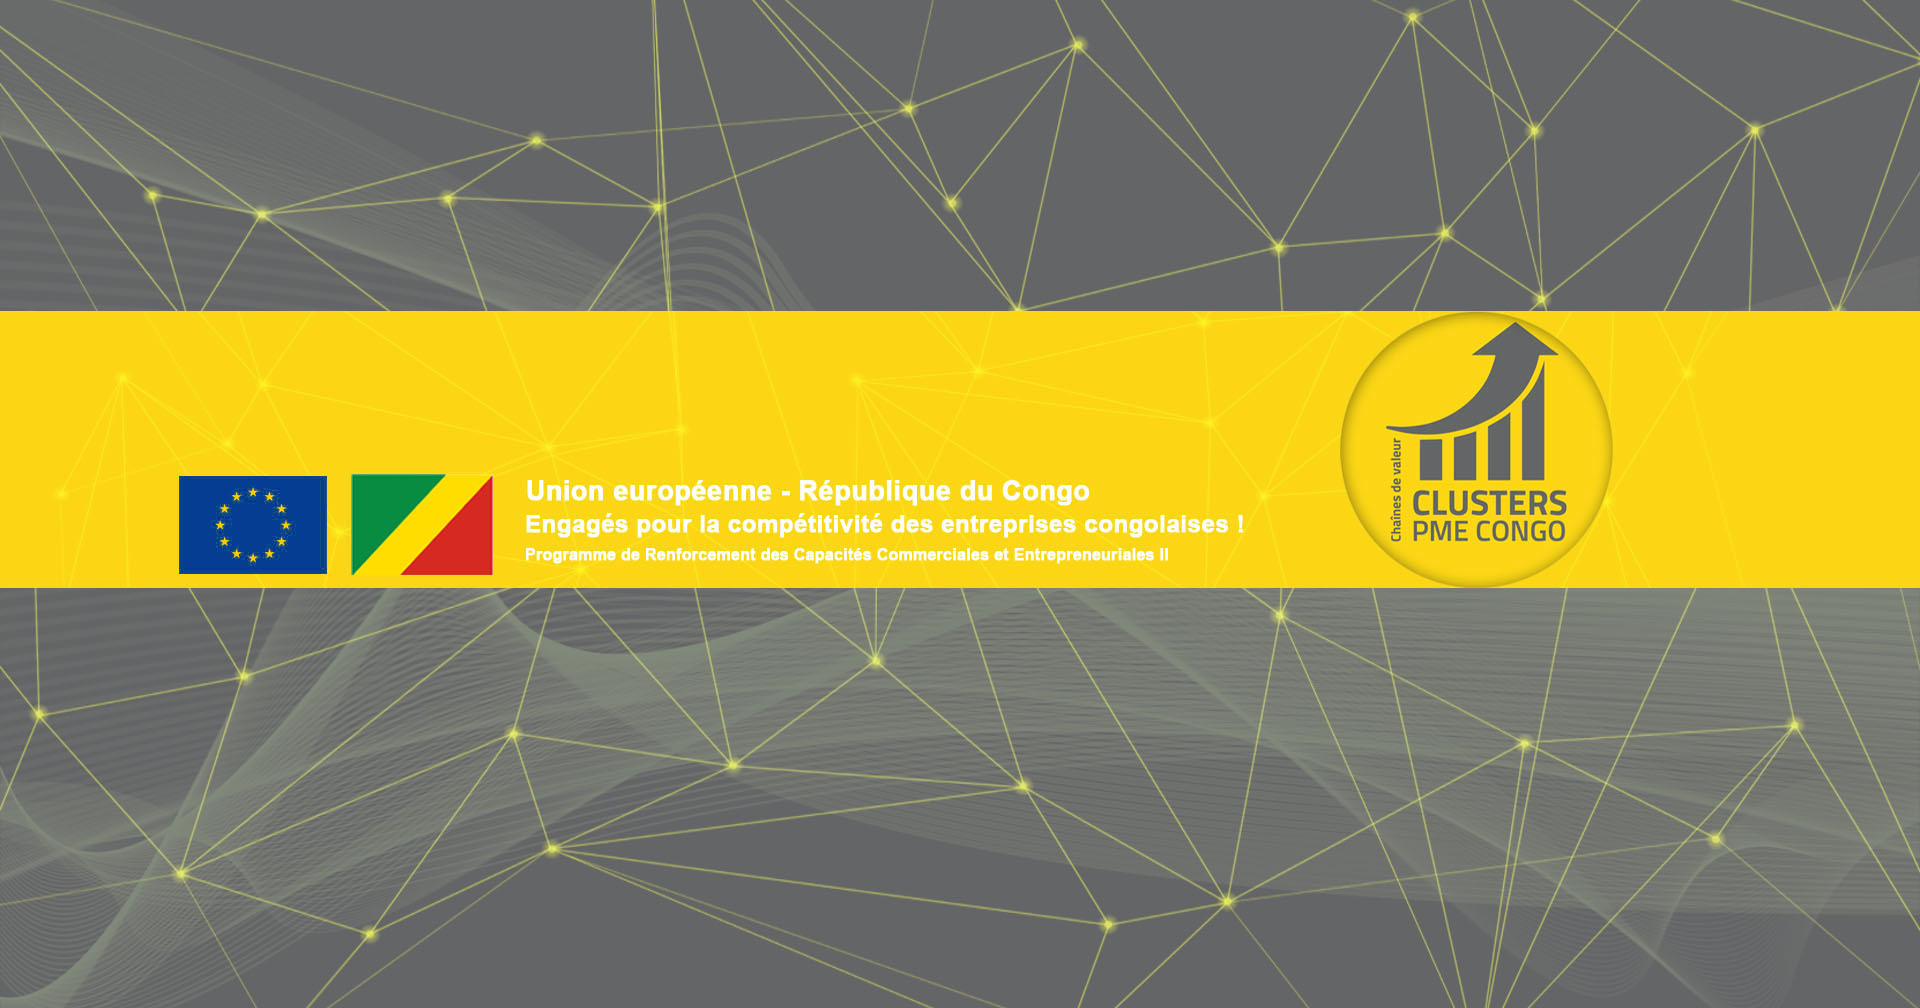 Union européenne - République du Congo
Engagés pour la compétitivité des entreprises congolaises !
Programme de Renforcement des Capacités Commerciales et Entrepreneuriales II
Chaînes de valeur
CLUSTERS
PME CONGO